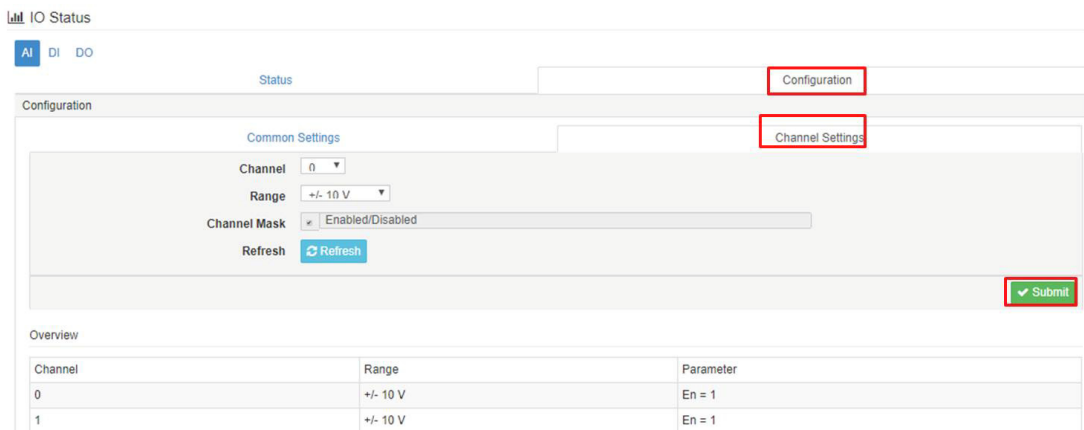 IO Status
AI DI DO
Status Configuration
Configuration
Common Settings Channel Settings
Channel 0
Range +/- 10 V
Channel Mask Enabled/Disabled
Refresh Refresh
Submit
Overview
Channel Range Parameter
0 +/- 10 V En = 1
1 +/- 10 V En = 1